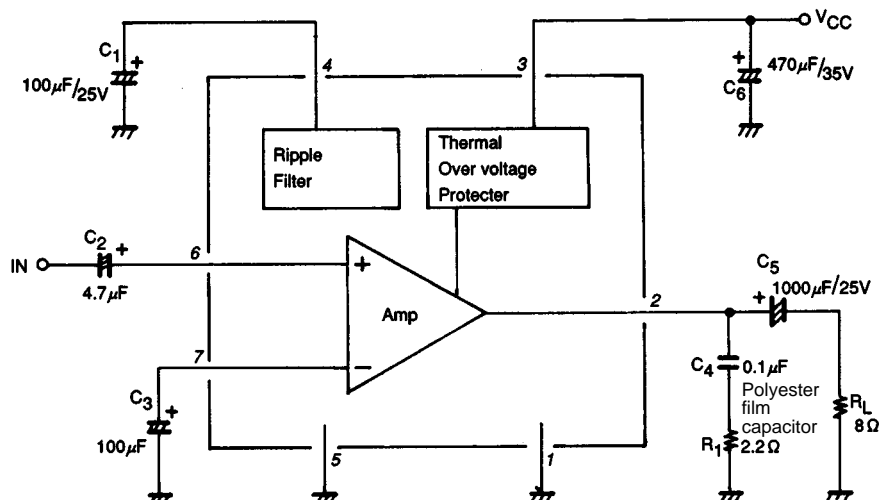 C1
+
100µF/25V
4
3
VCC
+
470µF/35V
C6
Ripple
Filter
Thermal
Over voltage
Protecter
IN
C2
+
4.7µF
6
+
Amp
−
2
C5
+
1000µF/25V
7
C3
+
100µF
C4
0.1µF
Polyester
film
capacitor
R1
2.2Ω
RL
8Ω
5
1